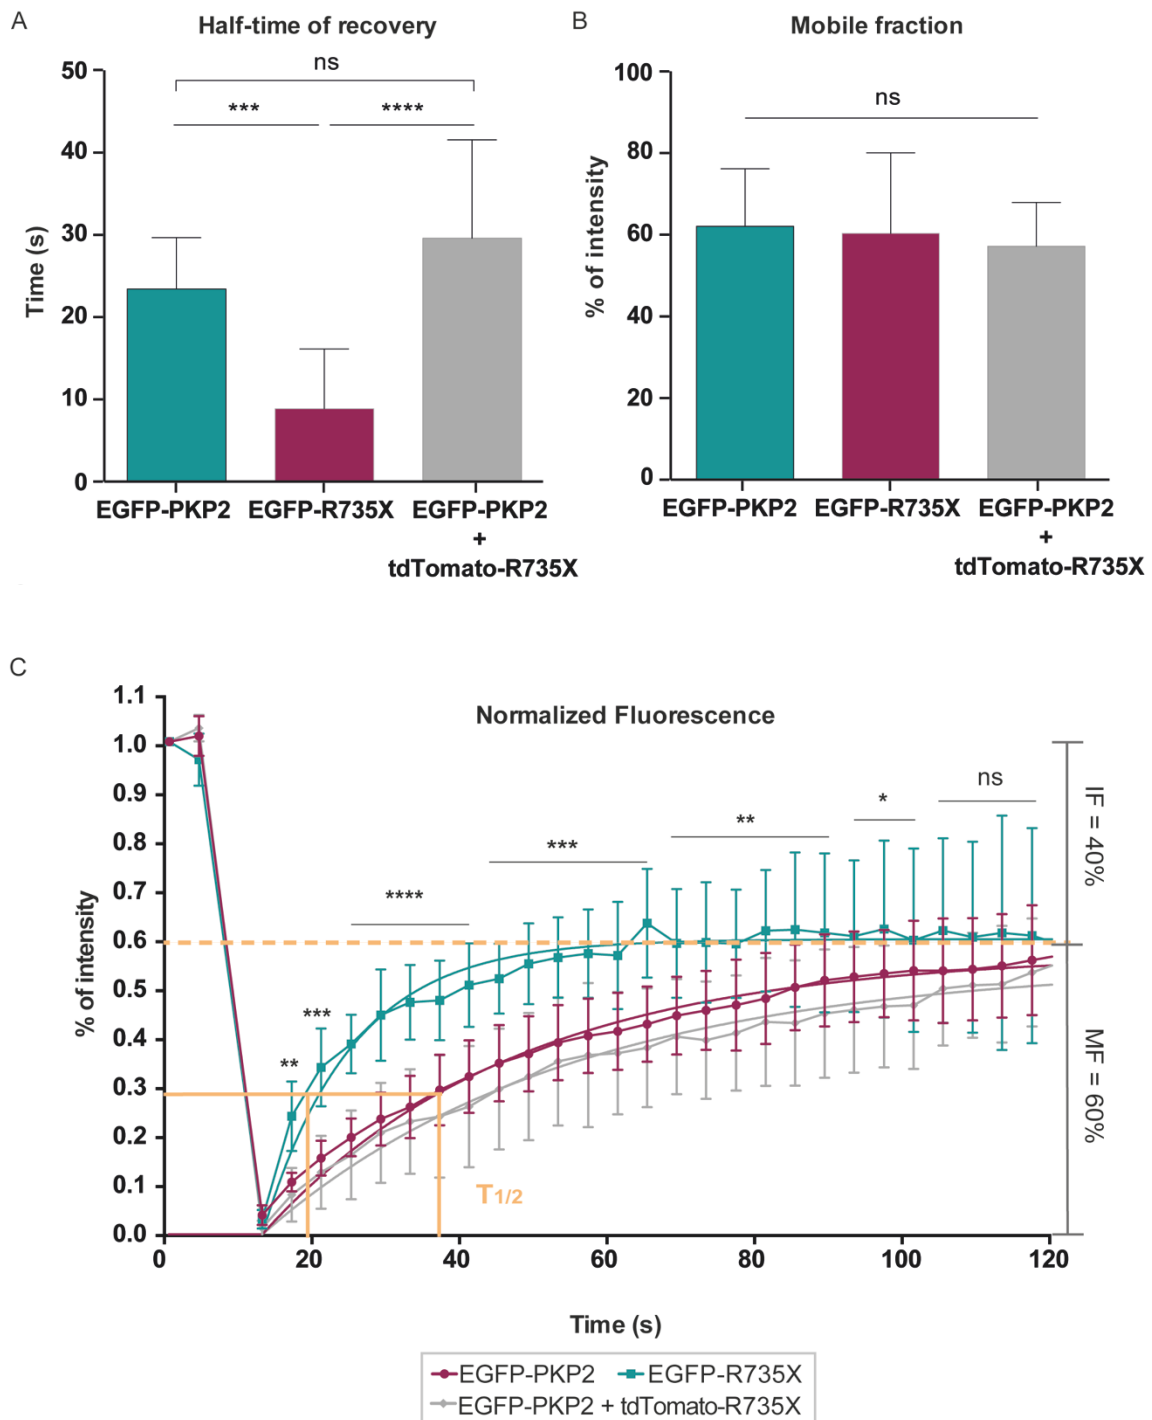 A
Half-time of recovery
ns
***
****
50
40
30
20
10
0
Time (s)
EGFP-PKP2
EGFP-R735X
EGFP-PKP2
+
tdTomato-R735X
B
Mobile fraction
ns
100
80
60
40
20
0
% of intensity
EGFP-PKP2
EGFP-R735X
EGFP-PKP2
+
tdTomato-R735X
C
Normalized Fluorescence
1.1
1.0
0.9
0.8
0.7
0.6
0.5
0.4
0.3
0.2
0.1
0.0
% of intensity
**
***
****
***
**
*
ns
IF = 40%
MF = 60%
T1/2
0
20
40
60
80
100
120
Time (s)
EGFP-PKP2
EGFP-R735X
EGFP-PKP2 + tdTomato-R735X